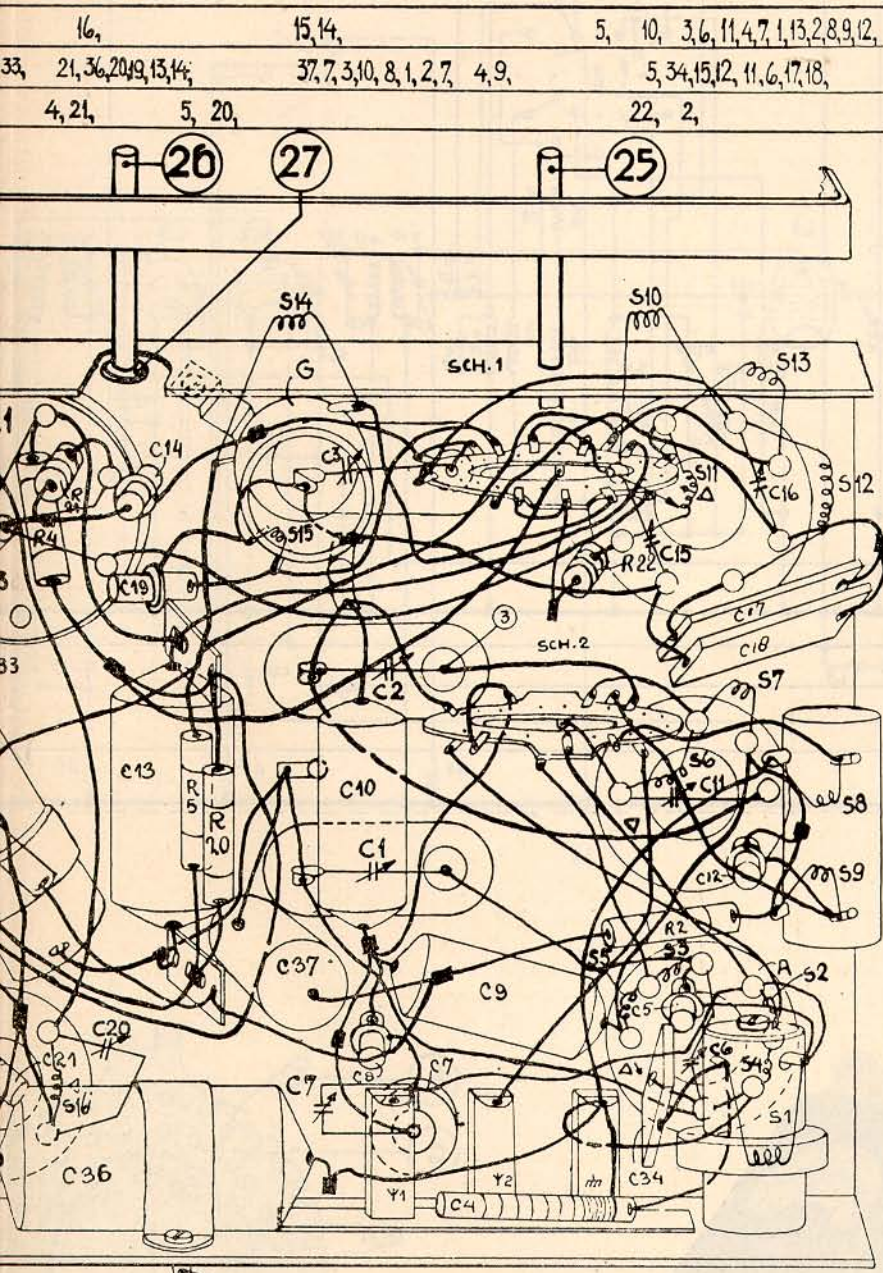 16, 15,14, 5, 10, 3,6,11,4,7,1,13,2,8,9,12,
33, 21,36,20,19,13,14, 37,7,3,10,8,1,2,7, 4,9, 5,34,15,12,11,6,17,18,
4,21, 5, 20, 22, 2,
26 27 25
S14 S10
G SCH.1 S13
C14 C3 S11 C16 S12
R4 S15 C15
C19 R22
C17
C18
3 SCH.2
33
C2 S7
C13 C10 S6 C11
R5 S8
R20
C1 C12 S9
R2
C37 C9 S5 S3 A S2
C5
C20
C21 C7 C8 C7 C6 S4
S16 S1
C36 C34
Y1 Y2 C4